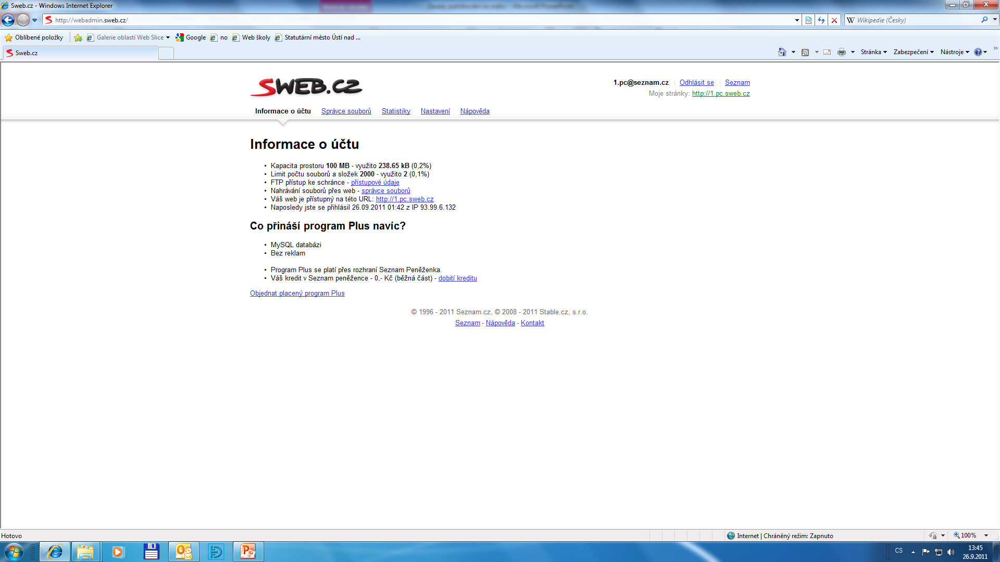 Sweb.cz - Windows Internet Explorer
http://webadmin.sweb.cz/
Wikipedie (Česky)
Oblíbené položky
Galerie oblastí Web Slice
Google
no
Web školy
Statutární město Ústí nad ...
Sweb.cz
Stránka
Zabezpečení
Nástroje
SWEB.CZ
1.pc@seznam.cz | Odhlásit se | Seznam
Moje stránky: http://1.pc.sweb.cz
Informace o účtu Správce souborů Statistiky Nastavení Nápověda
Informace o účtu
• Kapacita prostoru 100 MB - využito 238.65 kB (0,2%)
• Limit počtu souborů a složek 2000 - využito 2 (0,1%)
• FTP přístup ke schránce - přístupové údaje
• Nahrávání souborů přes web - správce souborů
• Váš web je přístupný na této URL: http://1.pc.sweb.cz
• Naposledy jste se přihlásil 26.09.2011 01:42 z IP 93.99.6.132
Co přináší program Plus navíc?
• MySQL databázi
• Bez reklam
• Program Plus se platí přes rozhraní Seznam Peněženka.
• Váš kredit v Seznam peněžence - 0,- Kč (běžná část) - dobití kreditu
Objednat placený program Plus
© 1996 - 2011 Seznam.cz, © 2008 - 2011 Stable.cz, s.r.o.
Seznam - Nápověda - Kontakt
Hotovo
Internet | Chráněný režim: Zapnuto
100%
CS
13:45
26.9.2011